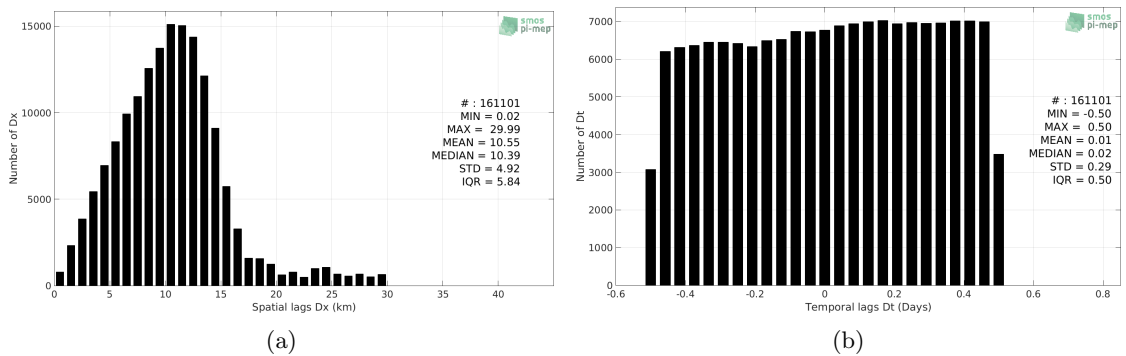 15000
10000
5000
0
Number of Dx
0 5 10 15 20 25 30 35 40
Spatial lags Dx (km)
smos
pi-mep
# : 161101
MIN = 0.02
MAX = 29.99
MEAN = 10.55
MEDIAN = 10.39
STD = 4.92
IQR = 5.84
(a)
7000
6000
5000
4000
3000
2000
1000
0
Number of Dt
-0.6 -0.4 -0.2 0 0.2 0.4 0.6 0.8
Temporal lags Dt (Days)
smos
pi-mep
# : 161101
MIN = -0.50
MAX = 0.50
MEAN = 0.01
MEDIAN = 0.02
STD = 0.29
IQR = 0.50
(b)